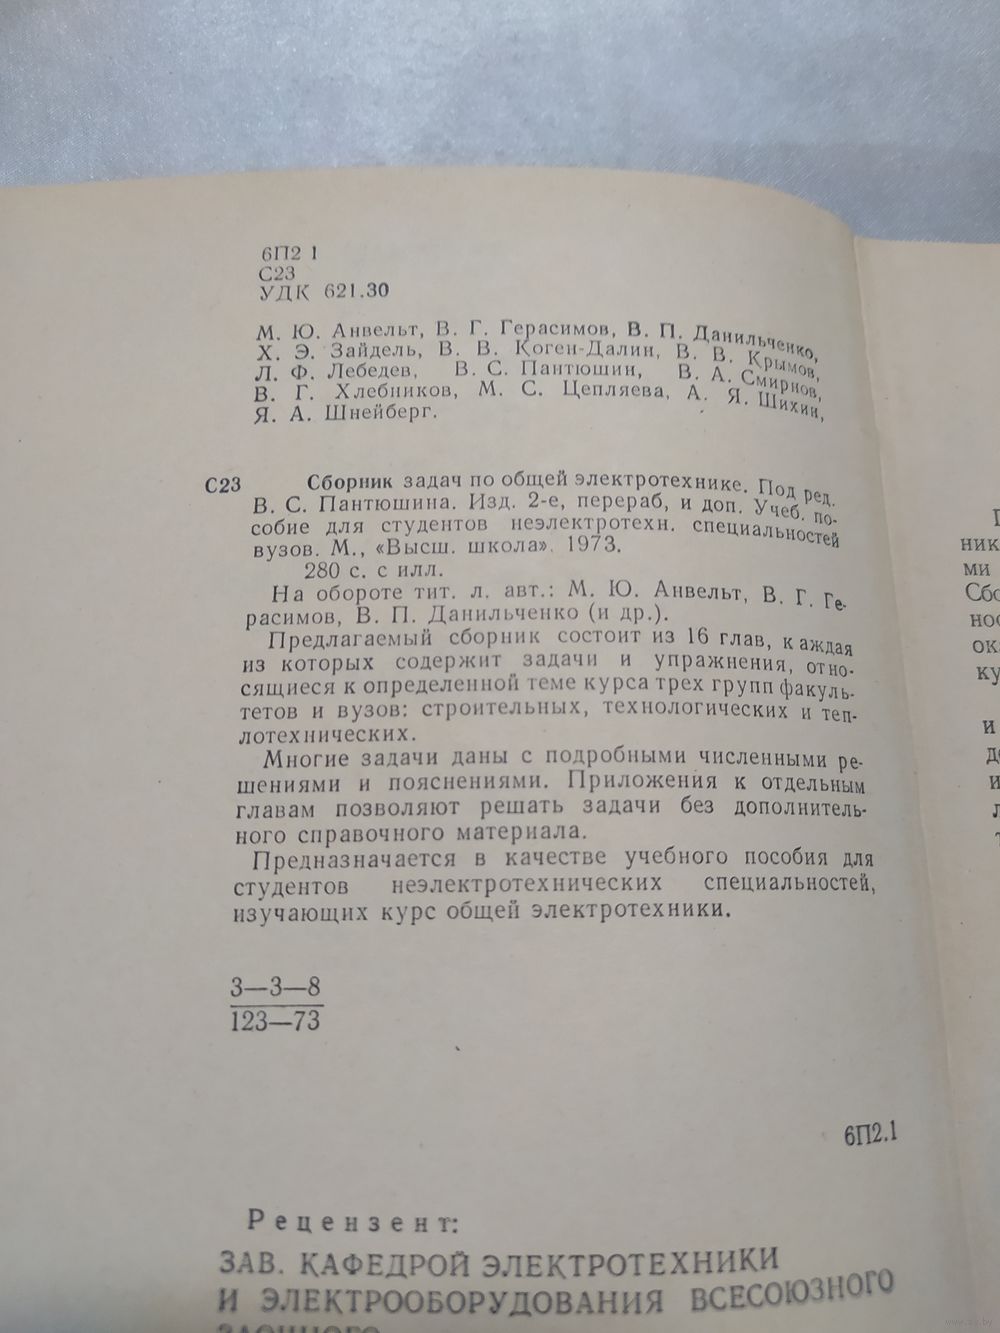 6П2 1
С23
УДК 621.30
М. Ю. Анвельт, В. Г. Герасимов, В. П. Данильченко,
Х. Э. Зайдель, В. В. Коген-Далин, В. В. Крымов,
Л. Ф. Лебедев, В. С. Пантюшин, В. А. Смирнов,
В. Г. Хлебников, М. С. Цепляева, А. Я. Шихин,
Я. А. Шнейберг.
С23 Сборник задач по общей электротехнике. Под ред.
В. С. Пантюшина. Изд. 2-е, перераб, и доп. Учеб. по-
собие для студентов неэлектротехн. специальностей
вузов. М., «Высш. школа». 1973.
280 с. с илл.
На обороте тит. л. авт.: М. Ю. Анвельт, В. Г. Ге-
расимов, В. П. Данильченко (и др.).
Предлагаемый сборник состоит из 16 глав, каждая
из которых содержит задачи и упражнения, отно-
сящиеся к определенной теме курса трех групп факуль-
тетов и вузов: строительных, технологических и теп-
лотехнических.
Многие задачи даны с подробными численными ре-
шениями и пояснениями. Приложения к отдельным
главам позволяют решать задачи без дополнитель-
ного справочного материала.
Предназначается в качестве учебного пособия для
студентов неэлектротехнических специальностей,
изучающих курс общей электротехники.
3—3—8
123—73
6П2.1
Рецензент:
ЗАВ. КАФЕДРОЙ ЭЛЕКТРОТЕХНИКИ
И ЭЛЕКТРООБОРУДОВАНИЯ ВСЕСОЮЗНОГО
ник
ми
Сбо
нос
ок
ку
и